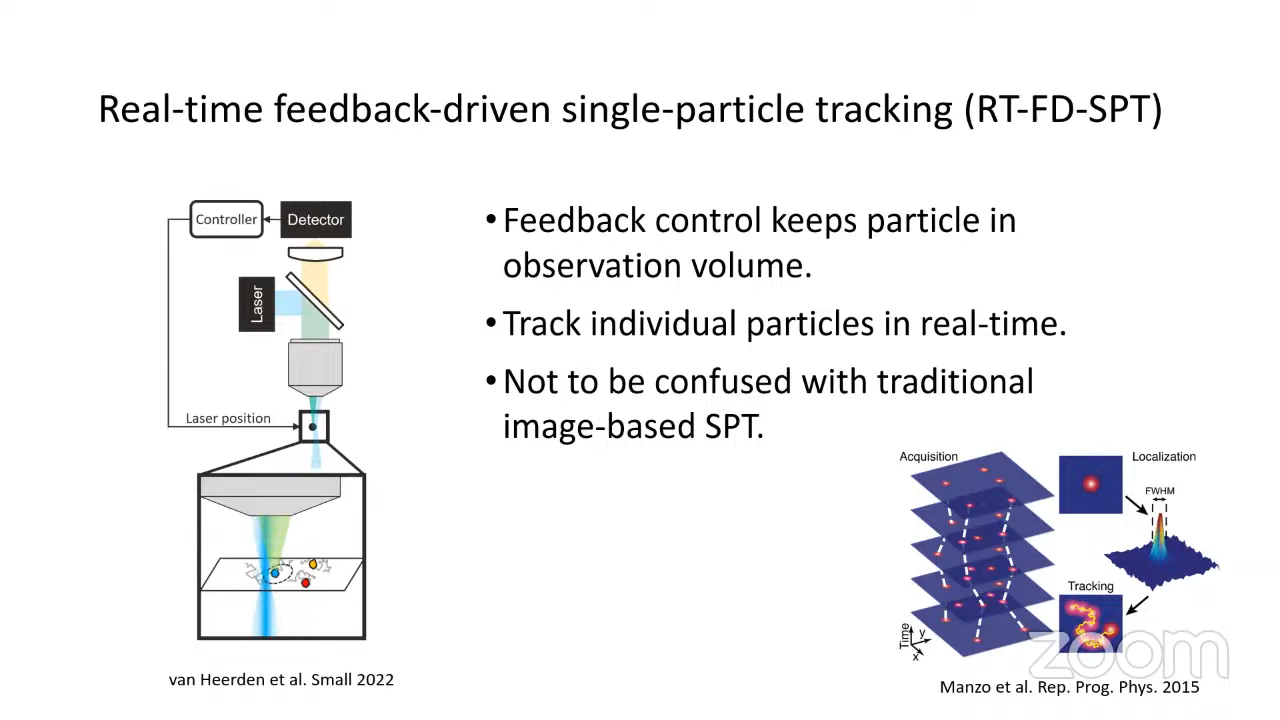 Real-time feedback-driven single-particle tracking (RT-FD-SPT)
Controller
Detector
Laser
Laser position
van Heerden et al. Small 2022
•Feedback control keeps particle in
observation volume.
•Track individual particles in real-time.
•Not to be confused with traditional
image-based SPT.
Acquisition
Localization
FWHM
Tracking
Time
y
x
zoom
Manzo et al. Rep. Prog. Phys. 2015